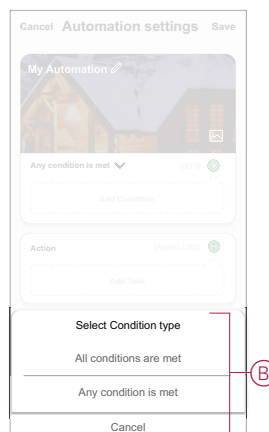 Cancel Automation settings Save
My Automation
Any condition is met
Add Condition
Action
Add Task
Select Condition type
All conditions are met
B
Any condition is met
Cancel